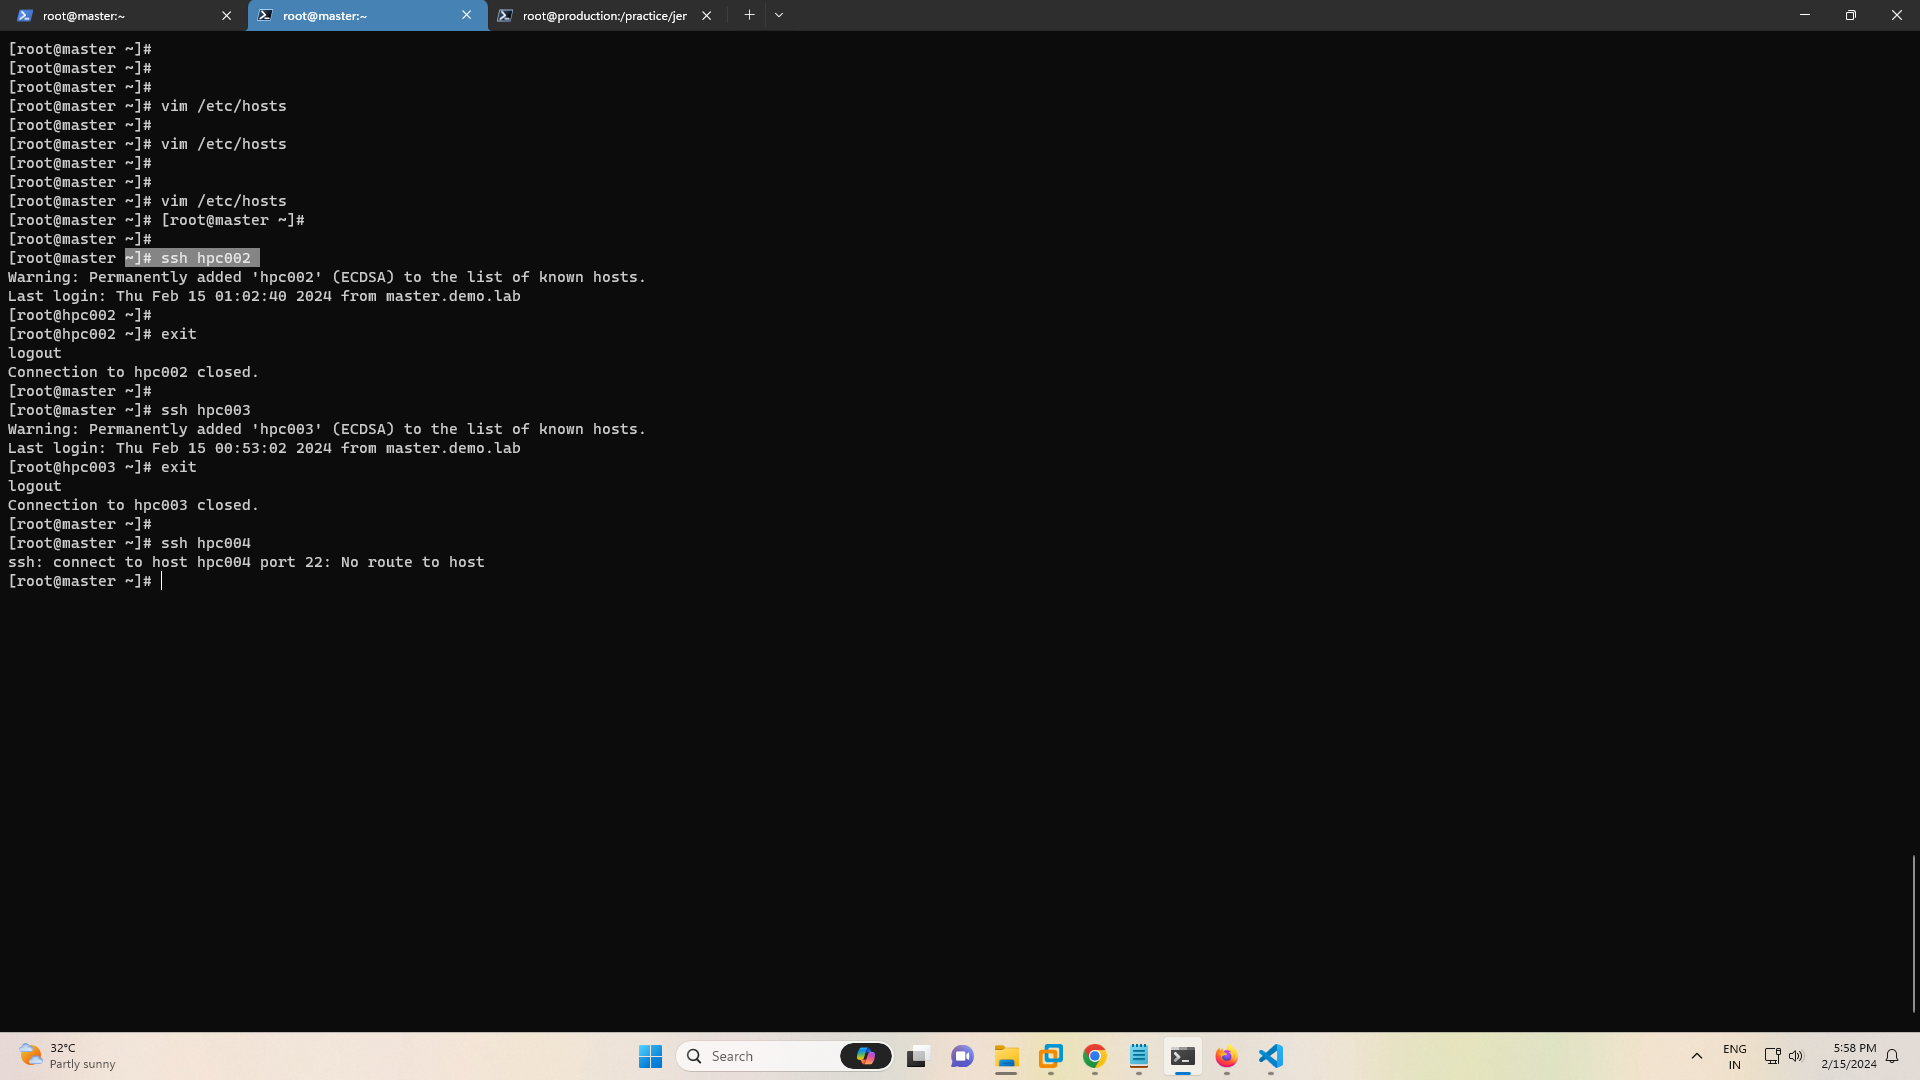 root@master:~
root@master:~
root@production:/practice/jer
[root@master ~]#
[root@master ~]#
[root@master ~]#
[root@master ~]# vim /etc/hosts
[root@master ~]#
[root@master ~]# vim /etc/hosts
[root@master ~]#
[root@master ~]#
[root@master ~]# vim /etc/hosts
[root@master ~]# [root@master ~]#
[root@master ~]#
[root@master ~]# ssh hpc002
Warning: Permanently added 'hpc002' (ECDSA) to the list of known hosts.
Last login: Thu Feb 15 01:02:40 2024 from master.demo.lab
[root@hpc002 ~]#
[root@hpc002 ~]# exit
logout
Connection to hpc002 closed.
[root@master ~]#
[root@master ~]# ssh hpc003
Warning: Permanently added 'hpc003' (ECDSA) to the list of known hosts.
Last login: Thu Feb 15 00:53:02 2024 from master.demo.lab
[root@hpc003 ~]# exit
logout
Connection to hpc003 closed.
[root@master ~]#
[root@master ~]# ssh hpc004
ssh: connect to host hpc004 port 22: No route to host
[root@master ~]#
32°C
Partly sunny
Search
ENG
IN
5:58 PM
2/15/2024